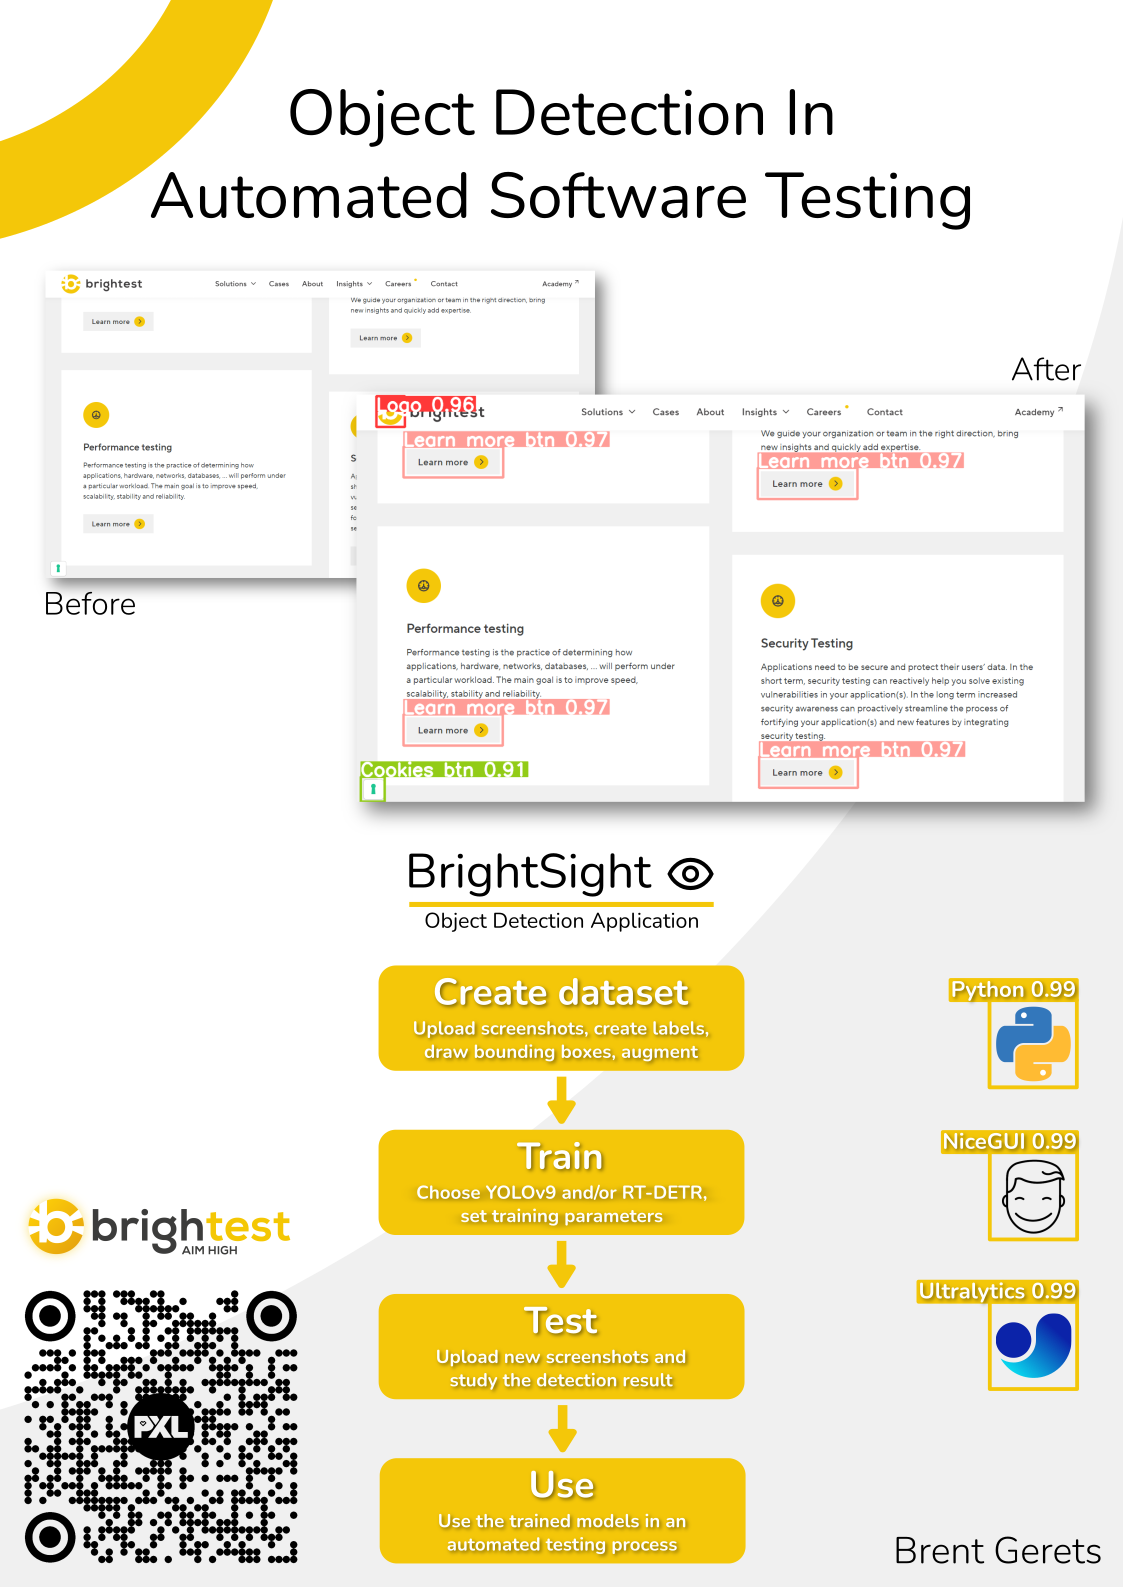 Object Detection In
Automated Software Testing
brightest
Solutions
Cases
About
Insights
Careers
Contact
Academy
We guide your organization or team in the right direction, bring
new insights and quickly add expertise.
Learn more
Learn more
Performance testing
Performance testing is the practice of determining how
applications, hardware, networks, databases, ... will perform under
a particular workload. The main goal is to improve speed,
scalability, stability and reliability.
Learn more
Before
After
Logo 0.96
brightest
Solutions
Cases
About
Insights
Careers
Contact
Academy
Learn more btn 0.97
Learn more
We guide your organization or team in the right direction, bring
new insights and quickly add expertise.
Learn more btn 0.97
Learn more
Performance testing
Performance testing is the practice of determining how
applications, hardware, networks, databases, ... will perform under
a particular workload. The main goal is to improve speed,
scalability, stability and reliability.
Learn more btn 0.97
Learn more
Cookies btn 0.91
Security Testing
Applications need to be secure and protect their users' data. In the
short term, security testing can reactively help you solve existing
vulnerabilities in your application(s). In the long term increased
security awareness can proactively streamline the process of
fortifying your application(s) and new features by integrating
security testing.
Learn more btn 0.97
Learn more
BrightSight
Object Detection Application
Create dataset
Upload screenshots, create labels,
draw bounding boxes, augment
Train
Choose YOLOv9 and/or RT-DETR,
set training parameters
Test
Upload new screenshots and
study the detection result
Use
Use the trained models in an
automated testing process
Python 0.99
NiceGUI 0.99
Ultralytics 0.99
brightest
AIM HIGH
PXL
Brent Gerets